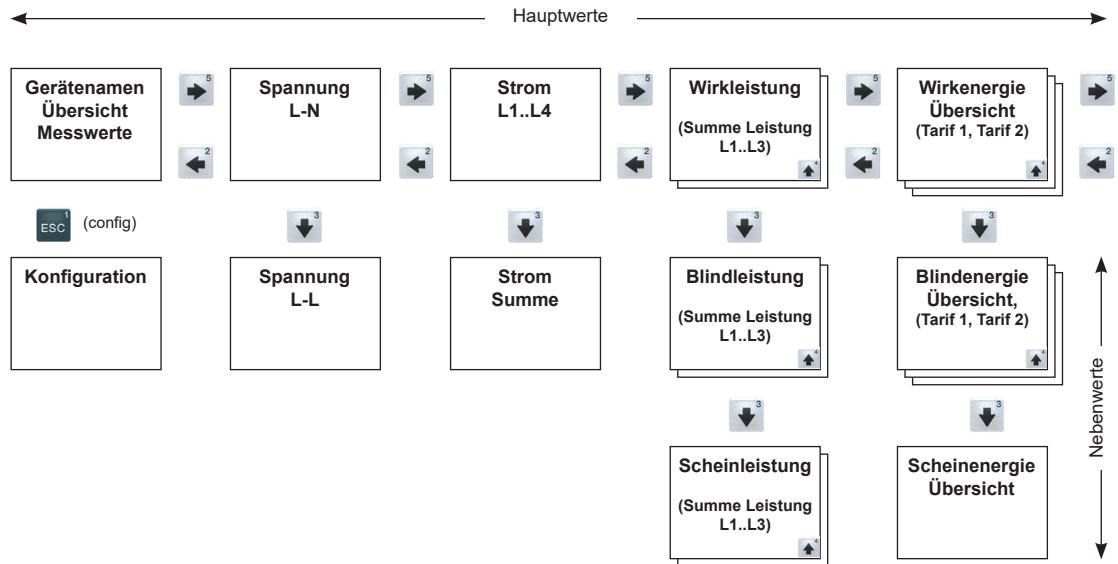 Hauptwerte
Gerätenamen
Übersicht
Messwerte
5
2
Spannung
L-N
5
2
Strom
L1..L4
5
2
Wirkleistung
(Summe Leistung
L1..L3)
4
5
2
Wirkenergie
Übersicht
(Tarif 1, Tarif 2)
4
5
2
1
ESC
(config)
3
3
3
3
Konfiguration
Spannung
L-L
Strom
Summe
Blindleistung
(Summe Leistung
L1..L3)
4
Blindenergie
Übersicht,
(Tarif 1, Tarif 2)
4
Nebenwerte
3
3
Scheinleistung
(Summe Leistung
L1..L3)
4
Scheinenergie
Übersicht